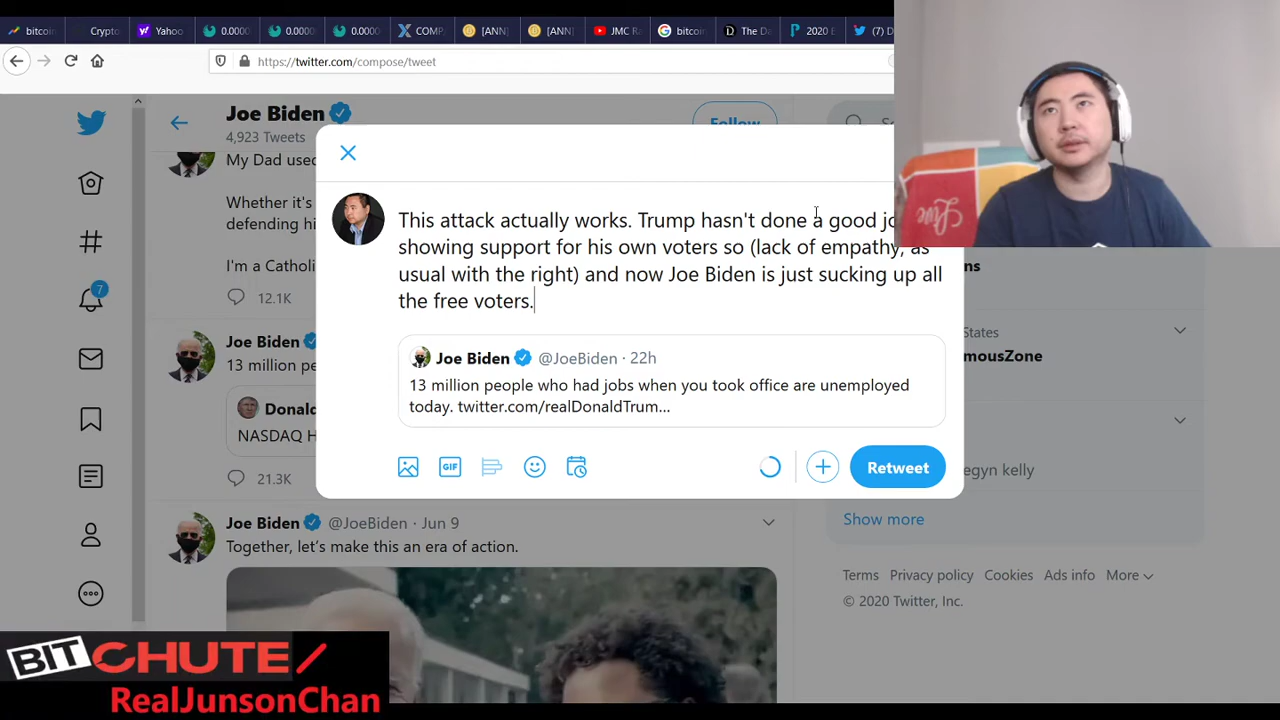 bitcoin
Crypto
Yahoo
0.0000
0.0000
0.0000
COMP
[ANN]
[ANN]
JMC
bitcoin
The Da
2020 E
(7)
https://twitter.com/compose/tweet
Joe Biden
4,923 Tweets
Follow
My Dad used
Whether it's
defending his
I'm a Catholi
12.1K
Joe Biden
13 million pe
Donal
NASDAQ H
21.3K
Joe Biden @JoeBiden · Jun 9
Together, let's make this an era of action.
This attack actually works. Trump hasn't done a good jo
showing support for his own voters so (lack of empathy, as
usual with the right) and now Joe Biden is just sucking up all
the free voters.
Joe Biden @JoeBiden · 22h
13 million people who had jobs when you took office are unemployed
today. twitter.com/realDonaldTrum...
GIF
Retweet
7
Live
ns
States
mousZone
egyn kelly
Show more
Terms Privacy policy Cookies Ads info More
© 2020 Twitter, Inc.
BITCHUTE/
RealJunsonChan